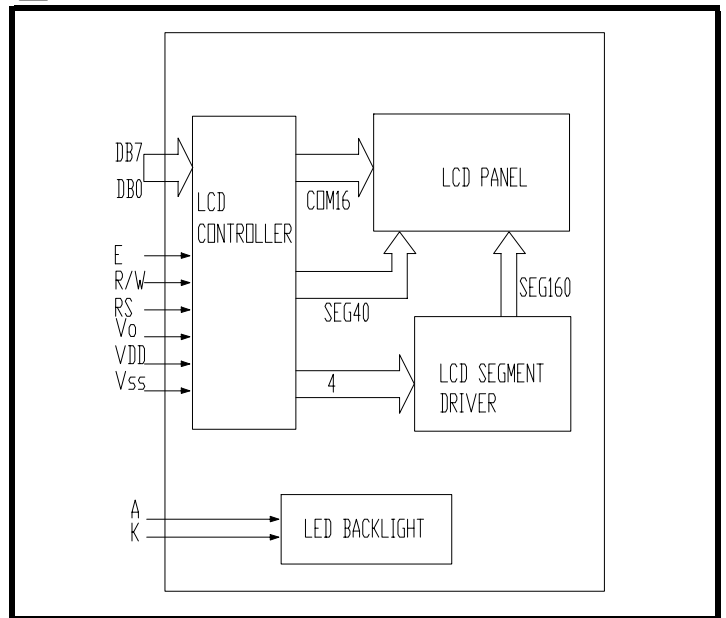 DB7
DB0
E
R/W
RS
Vo
VDD
Vss
LCD
CONTROLLER
COM16
SEG40
4
LCD PANEL
SEG160
LCD SEGMENT
DRIVER
A
K
LED BACKLIGHT